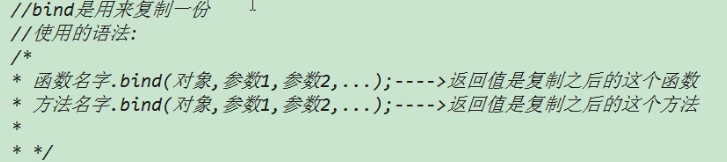 //bind是用来复制一份
//使用的语法:
/*
* 函数名字.bind(对象,参数1,参数2,...);---->返回值是复制之后的这个函数
* 方法名字.bind(对象,参数1,参数2,...);---->返回值是复制之后的这个方法
*
* */